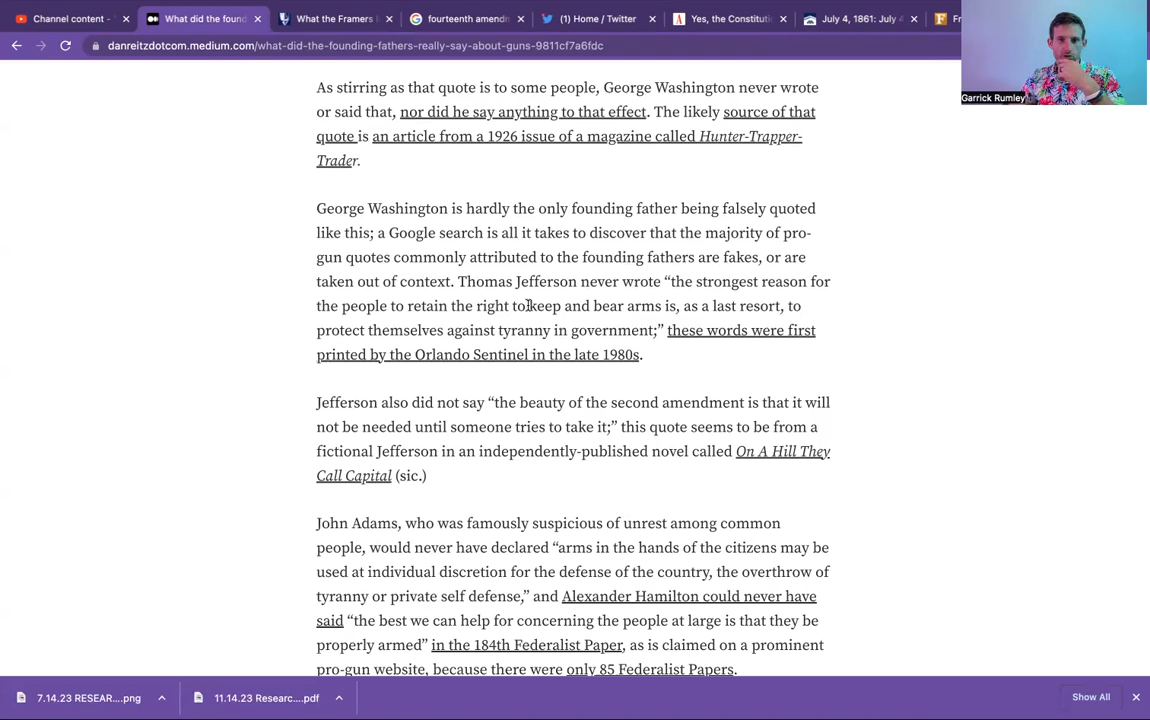 Channel content -
What did the found
What the Framers
fourteenth amendn
(1) Home / Twitter
Yes, the Constituti
July 4, 1861: July 4
danreitzdotcom.medium.com/what-did-the-founding-fathers-really-say-about-guns-9811cf7a6fdc
Garrick Rumley
As stirring as that quote is to some people, George Washington never wrote
or said that, nor did he say anything to that effect. The likely source of that
quote is an article from a 1926 issue of a magazine called Hunter-Trapper-
Trader.
George Washington is hardly the only founding father being falsely quoted
like this; a Google search is all it takes to discover that the majority of pro-
gun quotes commonly attributed to the founding fathers are fakes, or are
taken out of context. Thomas Jefferson never wrote “the strongest reason for
the people to retain the right to keep and bear arms is, as a last resort, to
protect themselves against tyranny in government;” these words were first
printed by the Orlando Sentinel in the late 1980s.
Jefferson also did not say “the beauty of the second amendment is that it will
not be needed until someone tries to take it;” this quote seems to be from a
fictional Jefferson in an independently-published novel called On A Hill They
Call Capital (sic.)
John Adams, who was famously suspicious of unrest among common
people, would never have declared “arms in the hands of the citizens may be
used at individual discretion for the defense of the country, the overthrow of
tyranny or private self defense,” and Alexander Hamilton could never have
said “the best we can help for concerning the people at large is that they be
properly armed” in the 184th Federalist Paper, as is claimed on a prominent
pro-gun website, because there were only 85 Federalist Papers.
7.14.23 RESEAR....png
11.14.23 Researc....pdf
Show All